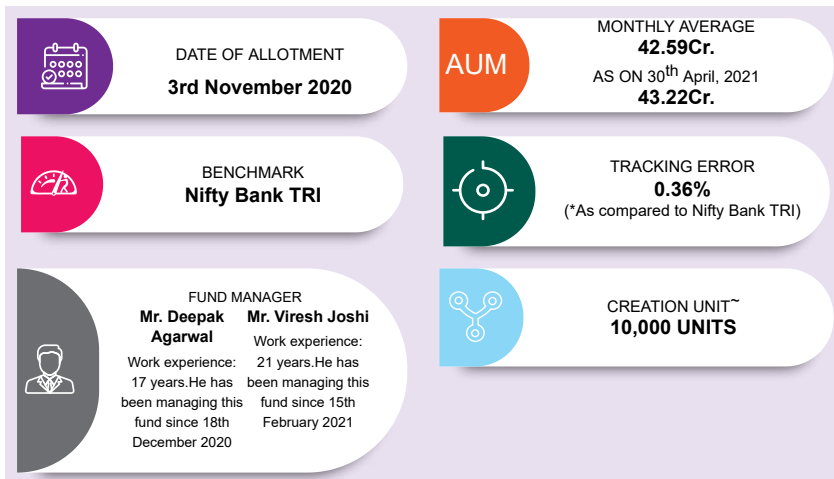 DATE OF ALLOTMENT
3rd November 2020
AUM
MONTHLY AVERAGE
42.59Cr.
AS ON 30th April, 2021
43.22Cr.
BENCHMARK
Nifty Bank TRI
TRACKING ERROR
0.36%
(*As compared to Nifty Bank TRI)
FUND MANAGER
Mr. Deepak
Agarwal
Work experience:
17 years.He has
been managing this
fund since 18th
December 2020
Mr. Viresh Joshi
Work experience:
21 years.He has
been managing this
fund since 15th
February 2021
CREATION UNIT~
10,000 UNITS